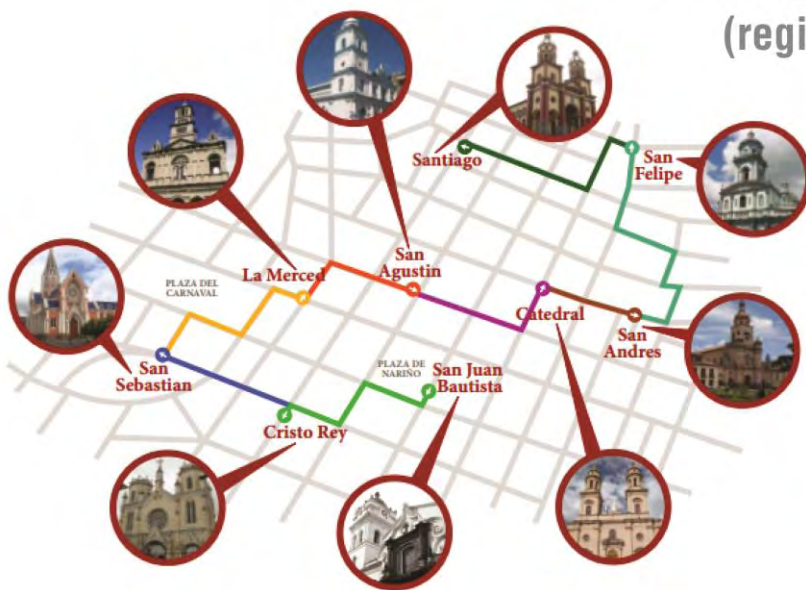 (regi
Santiago
San
Felipe
San
Agustin
La Merced
PLAZA DEL
CARNAVAL
Catedral
San
Andres
San
Sebastian
PLAZA DE
NARIÑO
San Juan
Bautista
Cristo Rey